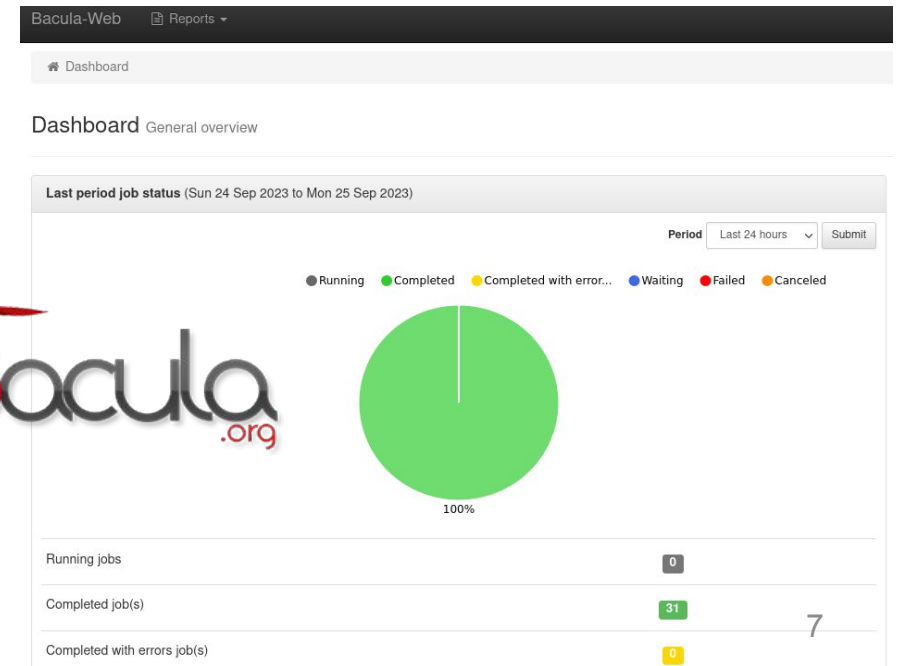 Bacula-Web Reports
Dashboard
Dashboard General overview
Last period job status (Sun 24 Sep 2023 to Mon 25 Sep 2023)
Period Last 24 hours Submit
Running Completed Completed with error... Waiting Failed Canceled
acula
.org
100%
Running jobs 0
Completed job(s) 31
7
Completed with errors job(s) 0